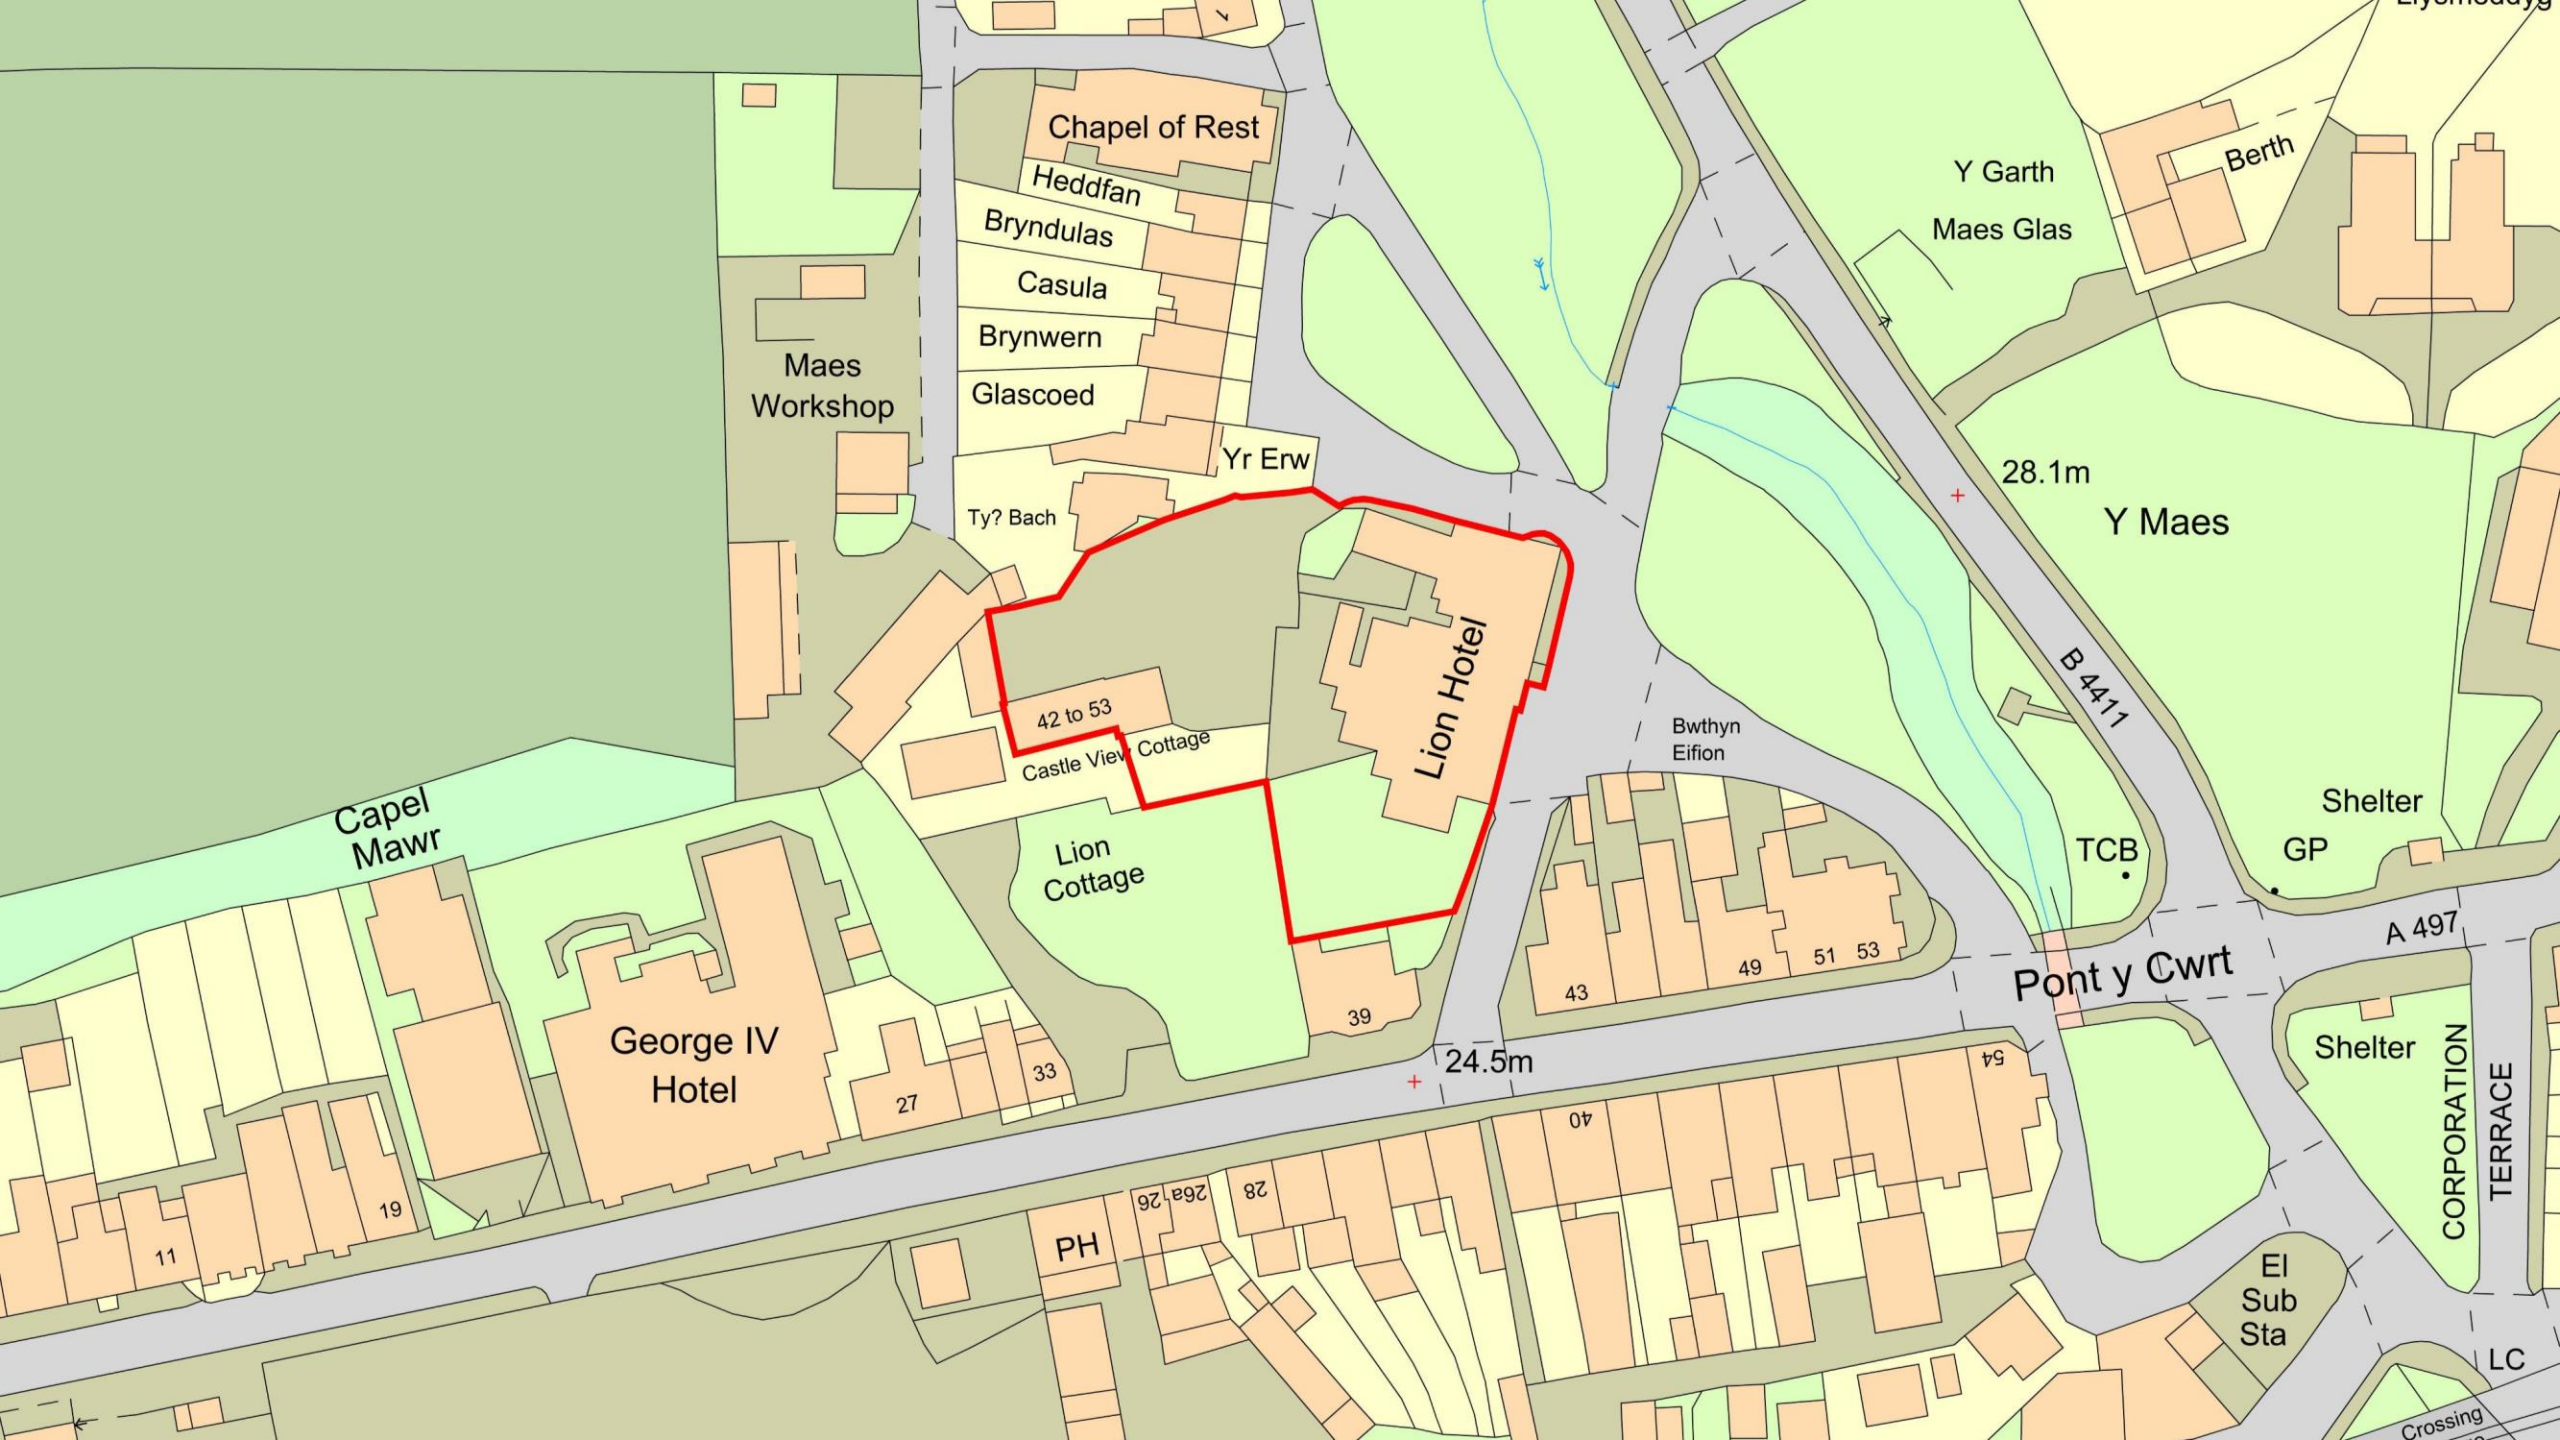 Chapel of Rest
Heddfan
Bryndulas
Casula
Brynwern
Glascoed
Yr Erw
Ty? Bach
Maes
Workshop
Y Garth
Maes Glas
Berth
28.1m
Y Maes
B 4411
42 to 53
Castle View Cottage
Lion Hotel
Bwthyn
Eifion
Capel
Mawr
Lion
Cottage
Shelter
TCB
GP
A 497
Pont y Cwrt
43
49
51
53
39
24.5m
George IV
Hotel
27
33
Shelter
CORPORATION
TERRACE
54
40
19
11
PH
26
26a
28
El
Sub
Sta
LC
Crossing